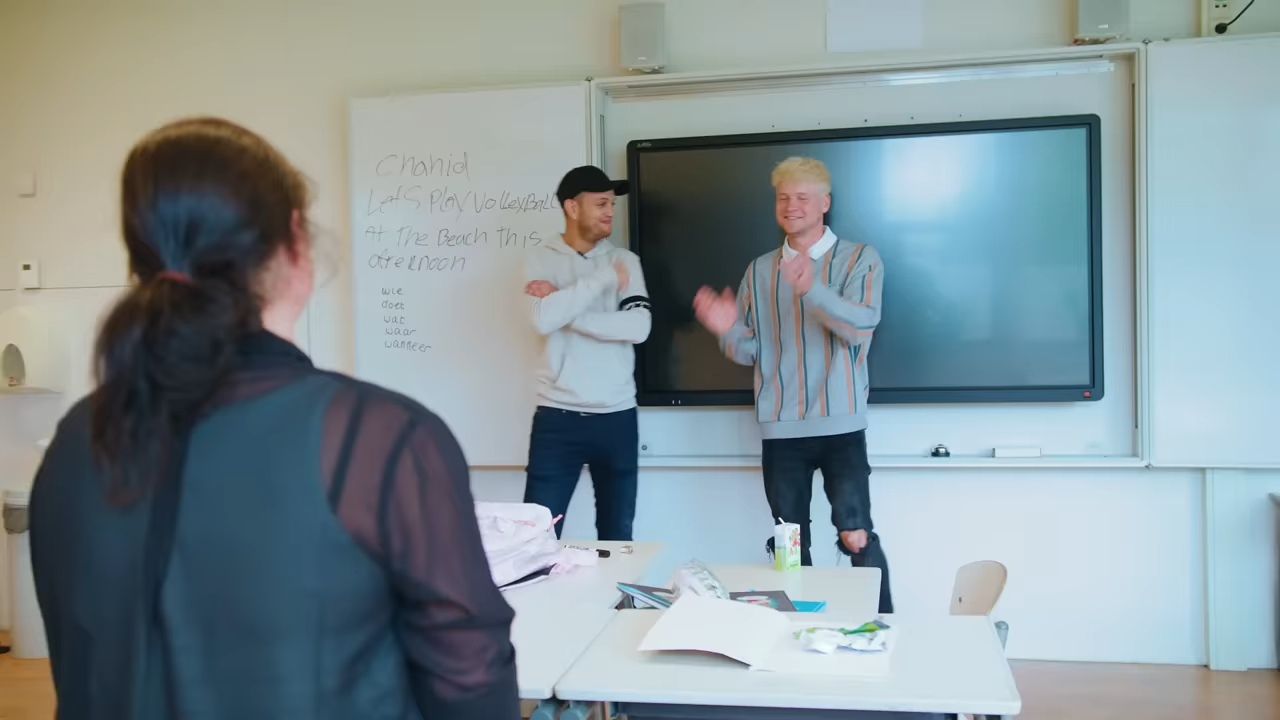 Chahid
Let's Play VolleyBall
At The Beach This
afternoon
wie
doet
wat
waar
wanneer